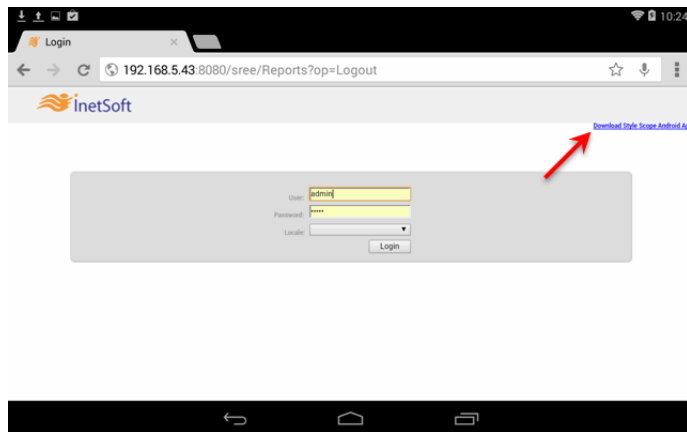 10:24
Login
192.168.5.43:8080/sree/Reports?op=Logout
inetSoft
Download Style Scope Android Ap
User: admin
Password: •••••
Locale:
Login